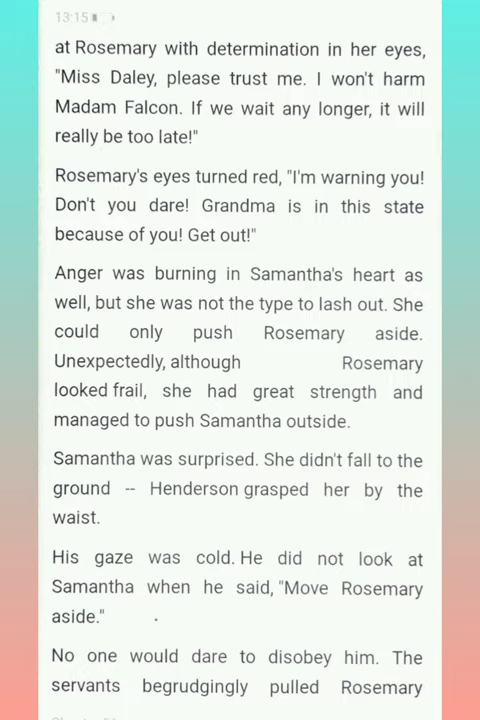 13:15
at Rosemary with determination in her eyes,
"Miss Daley, please trust me. I won't harm
Madam Falcon. If we wait any longer, it will
really be too late!"
Rosemary's eyes turned red, "I'm warning you!
Don't you dare! Grandma is in this state
because of you! Get out!"
Anger was burning in Samantha's heart as
well, but she was not the type to lash out. She
could only push Rosemary aside.
Unexpectedly, although Rosemary
looked frail, she had great strength and
managed to push Samantha outside.
Samantha was surprised. She didn't fall to the
ground -- Henderson grasped her by the
waist.
His gaze was cold. He did not look at
Samantha when he said, "Move Rosemary
aside."
No one would dare to disobey him. The
servants begrudgingly pulled Rosemary